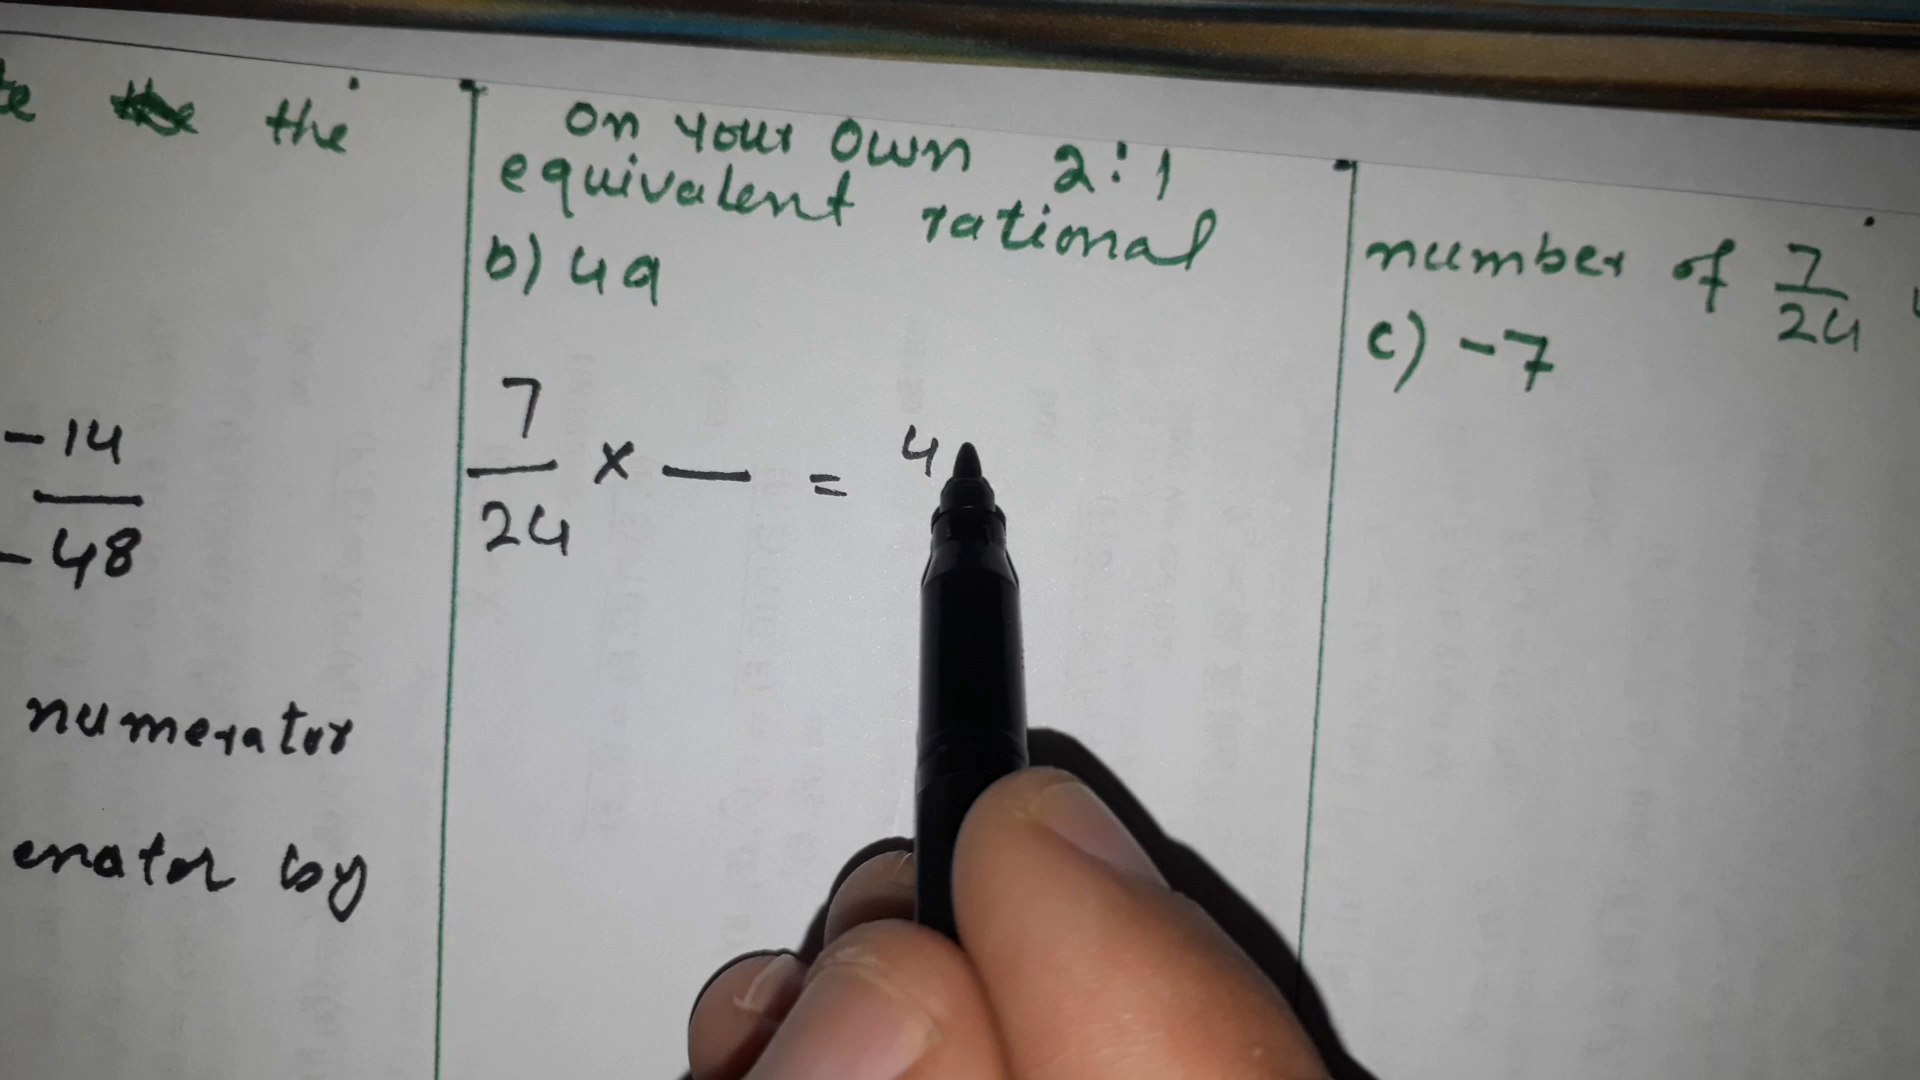 te the
on your own 2:1
equivalent rational
number of 7/24
b) 49
c) -7
-14/-48
7/24 × — = 4
numerator
enator by